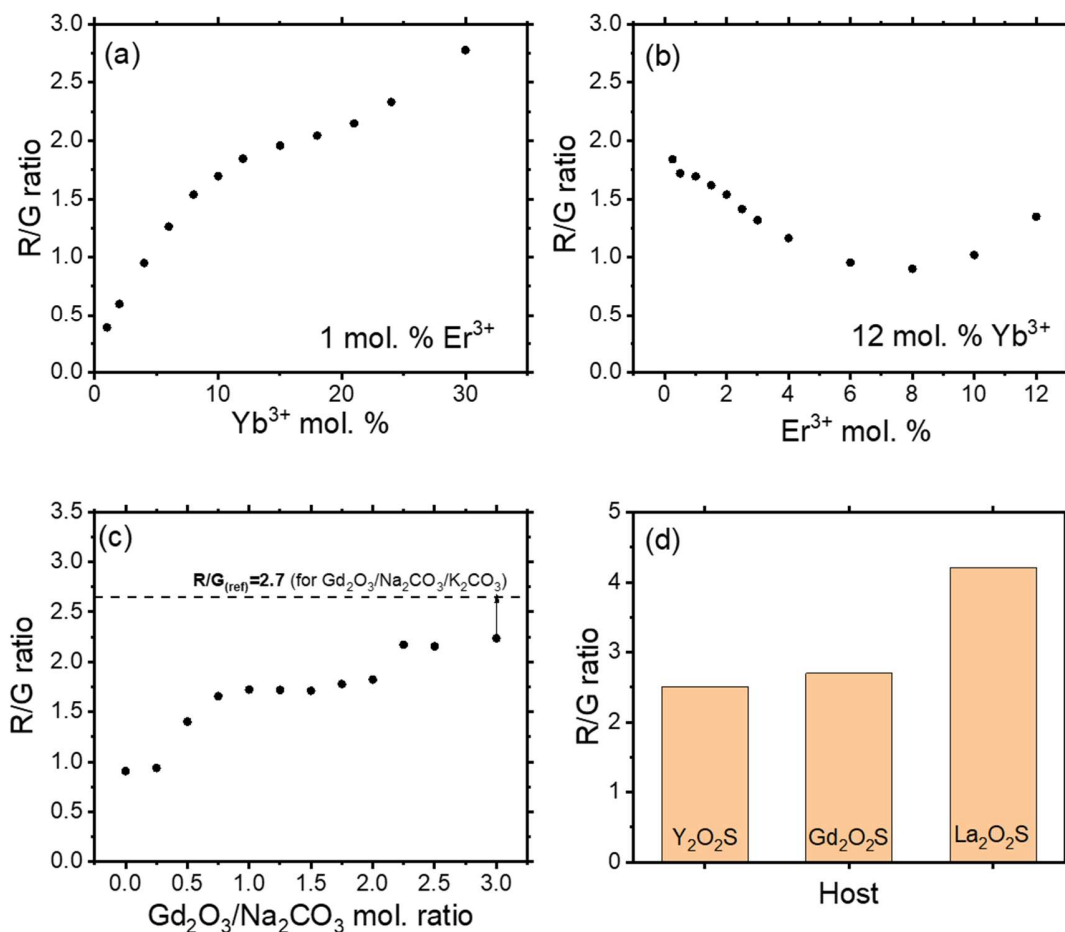 (a)
3.0
2.5
2.0
1.5
1.0
0.5
0.0
R/G ratio
1 mol. % Er³⁺
0 10 20 30
Yb³⁺ mol. %
(b)
3.0
2.5
2.0
1.5
1.0
0.5
0.0
R/G ratio
12 mol. % Yb³⁺
0 2 4 6 8 10 12
Er³⁺ mol. %
(c)
3.5
3.0
2.5
2.0
1.5
1.0
0.5
0.0
R/G ratio
R/G₍ref₎=2.7 (for Gd₂O₃/Na₂CO₃/K₂CO₃)
0.0 0.5 1.0 1.5 2.0 2.5 3.0
Gd₂O₃/Na₂CO₃ mol. ratio
(d)
5
4
3
2
1
0
R/G ratio
Y₂O₂S Gd₂O₂S La₂O₂S
Host